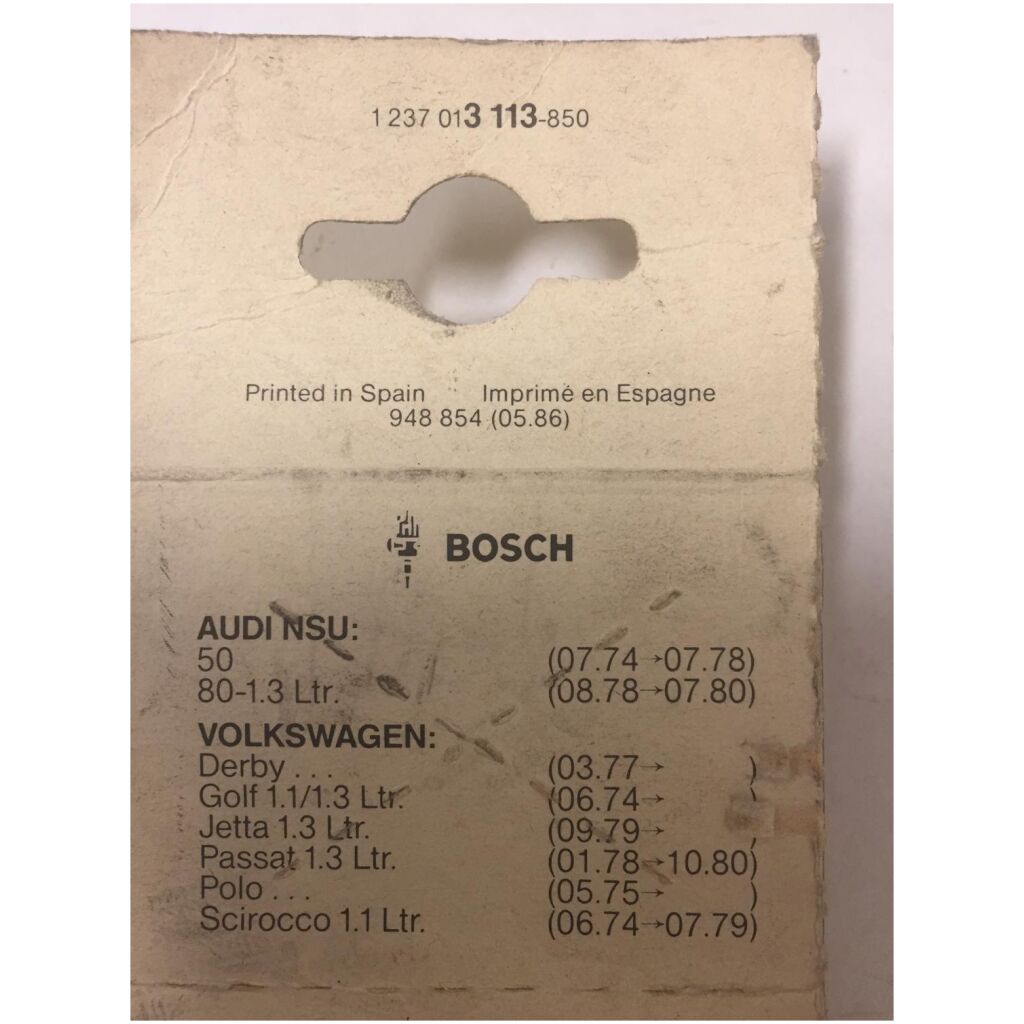 1 237 013 113-850
Printed in Spain Imprimé en Espagne
948 854 (05.86)
BOSCH
AUDI NSU:
50 (07.74→07.78)
80-1.3 Ltr. (08.78→07.80)
VOLKSWAGEN:
Derby... (03.77→ )
Golf 1.1/1.3 Ltr. (06.74→ )
Jetta 1.3 Ltr. (09.79→ )
Passat 1.3 Ltr. (01.78→10.80)
Polo... (05.75→ )
Scirocco 1.1 Ltr. (06.74→07.79)